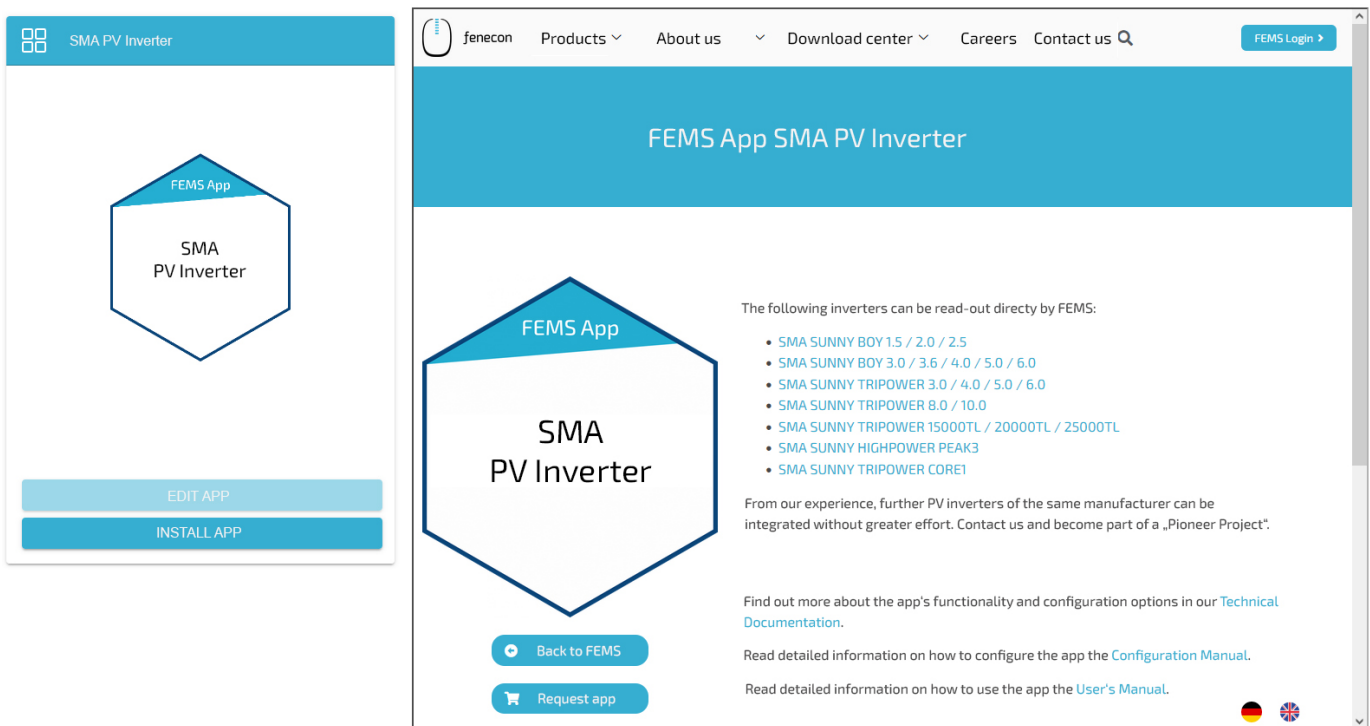 SMA PV Inverter
FEMS App
SMA
PV Inverter
EDIT APP
INSTALL APP
fenecon
Products
About us
Download center
Careers
Contact us
FEMS Login
FEMS App SMA PV Inverter
FEMS App
SMA
PV Inverter
Back to FEMS
Request app
The following inverters can be read-out directy by FEMS:
• SMA SUNNY BOY 1.5 / 2.0 / 2.5
• SMA SUNNY BOY 3.0 / 3.6 / 4.0 / 5.0 / 6.0
• SMA SUNNY TRIPOWER 3.0 / 4.0 / 5.0 / 6.0
• SMA SUNNY TRIPOWER 8.0 / 10.0
• SMA SUNNY TRIPOWER 15000TL / 20000TL / 25000TL
• SMA SUNNY HIGHPOWER PEAK3
• SMA SUNNY TRIPOWER CORE1
From our experience, further PV inverters of the same manufacturer can be
integrated without greater effort. Contact us and become part of a „Pioneer Project“.
Find out more about the app's functionality and configuration options in our Technical
Documentation.
Read detailed information on how to configure the app the Configuration Manual.
Read detailed information on how to use the app the User's Manual.